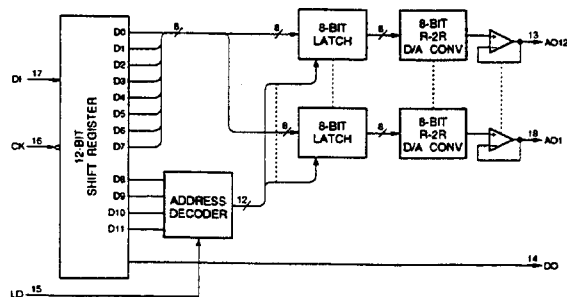 DI 17
CK 16
LD 15
12-BIT
SHIFT REGISTER
D0
D1
D2
D3
D4
D5
D6
D7
D8
D9
D10
D11
8
8
8
ADDRESS
DECODER
12
8-BIT
LATCH
8
8-BIT
R-2R
D/A CONV
13 AO12
8-BIT
LATCH
8
8-BIT
R-2R
D/A CONV
18 AO1
14 DO